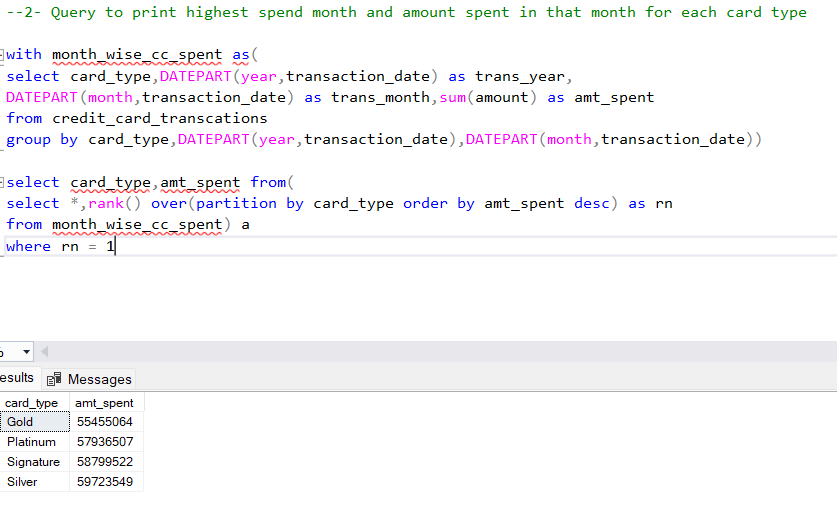 --2- Query to print highest spend month and amount spent in that month for each card type
with month_wise_cc_spent as(
select card_type,DATEPART(year,transaction_date) as trans_year,
DATEPART(month,transaction_date) as trans_month,sum(amount) as amt_spent
from credit_card_transcations
group by card_type,DATEPART(year,transaction_date),DATEPART(month,transaction_date))
select card_type,amt_spent from(
select *,rank() over(partition by card_type order by amt_spent desc) as rn
from month_wise_cc_spent) a
where rn = 1
esults Messages
card_type amt_spent
Gold 55455064
Platinum 57936507
Signature 58799522
Silver 59723549